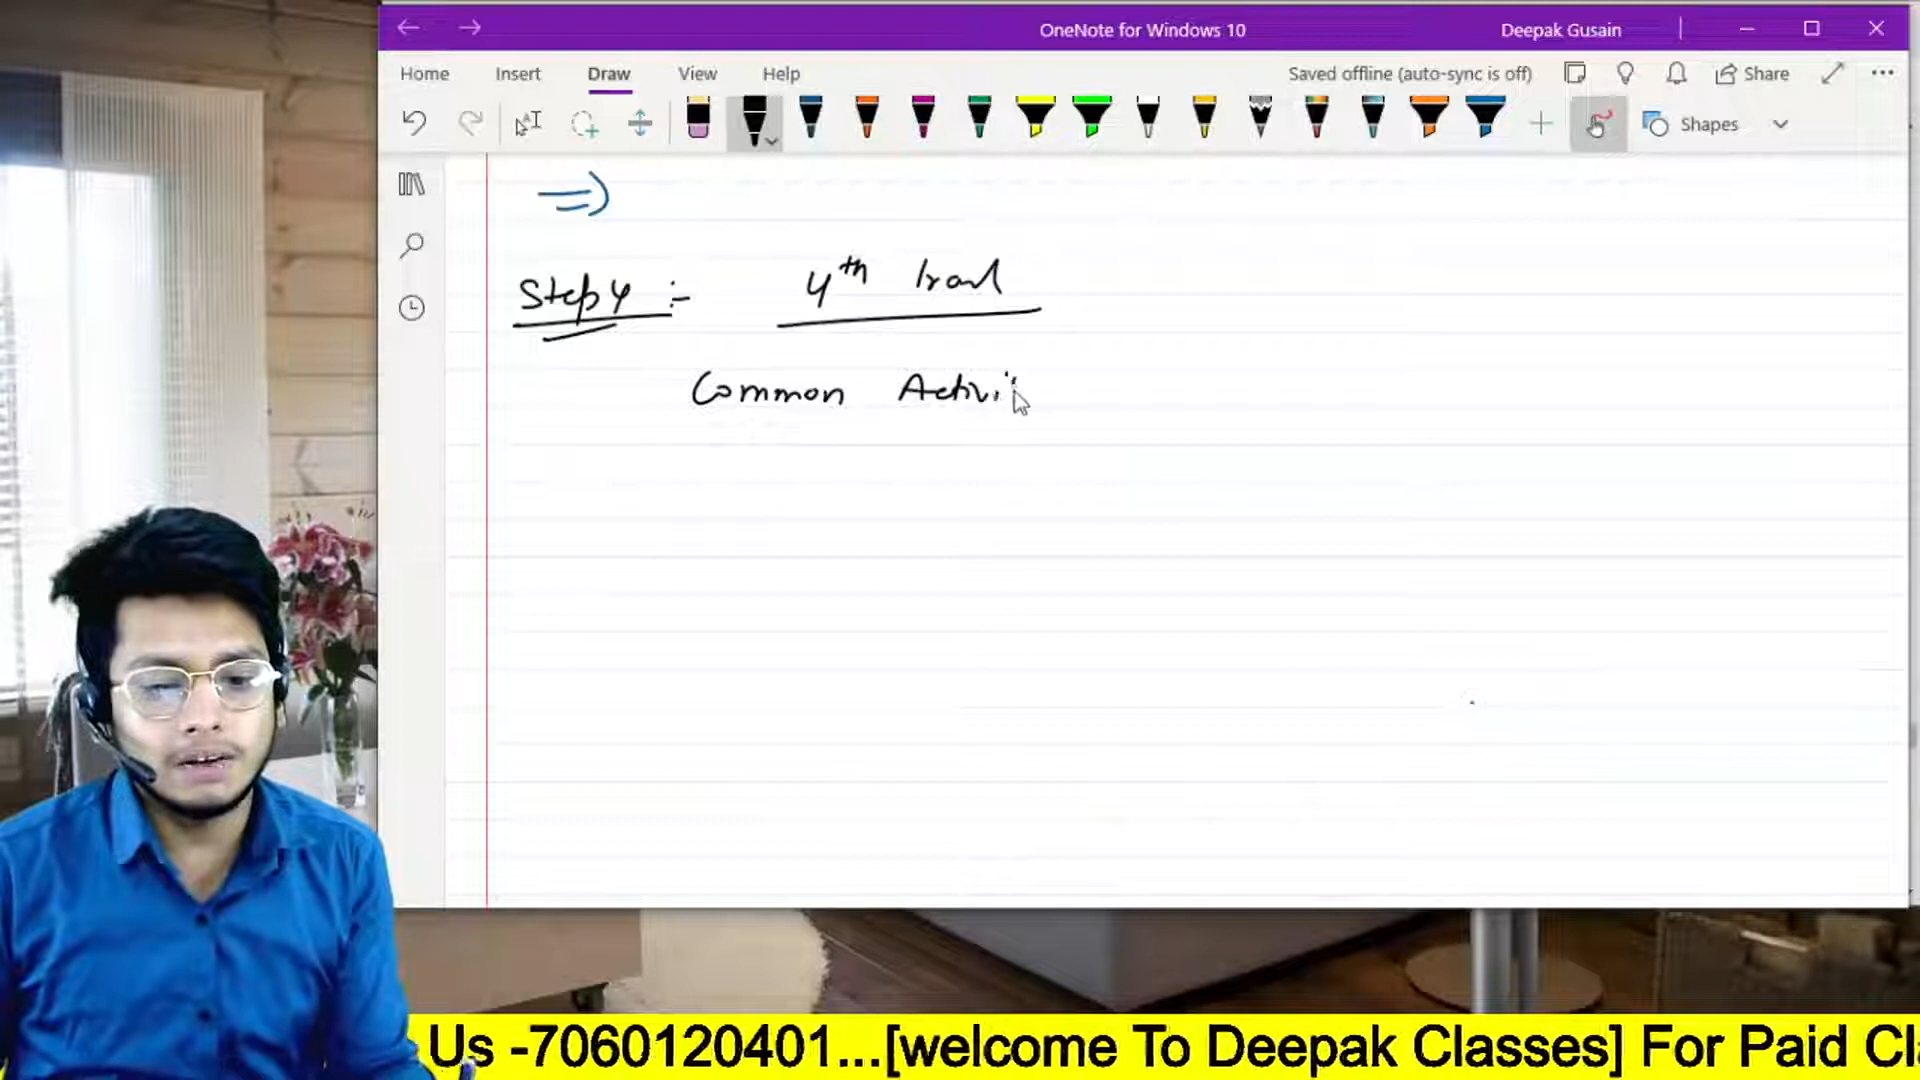 OneNote for Windows 10
Deepak Gusain
Home Insert Draw View Help
Saved offline (auto-sync is off) Share
Shapes
=>
Step 4 :- 4th
Common Activi
Us -7060120401...[welcome To Deepak Classes] For Paid Cl